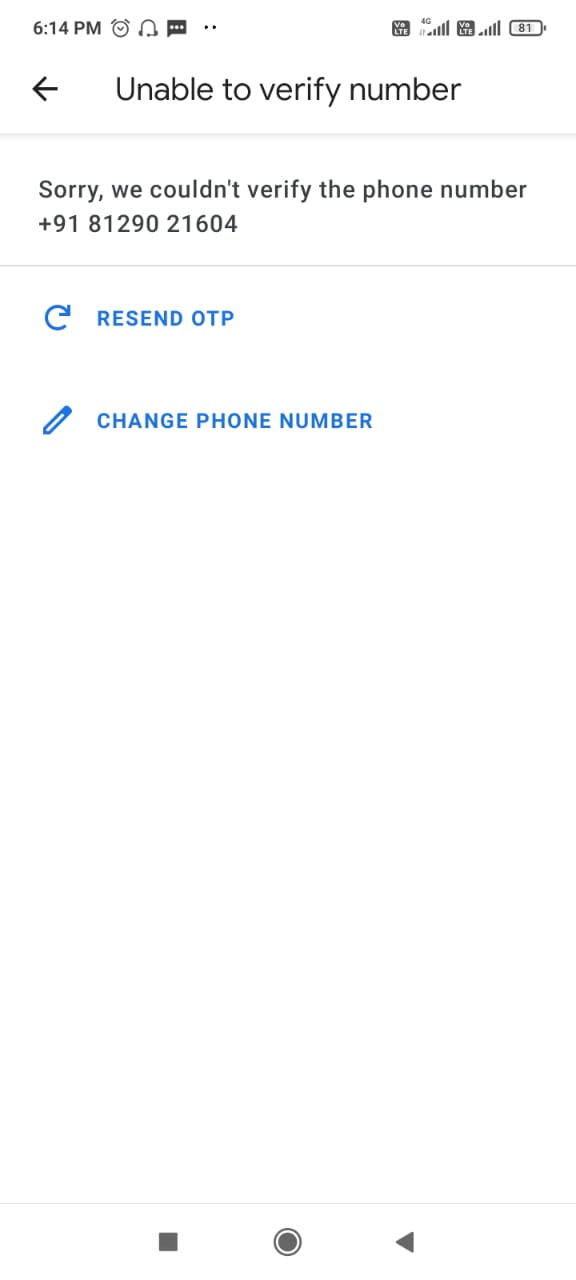 6:14 PM
Vo LTE 4G Vo LTE 81
Unable to verify number
Sorry, we couldn't verify the phone number
+91 81290 21604
RESEND OTP
CHANGE PHONE NUMBER